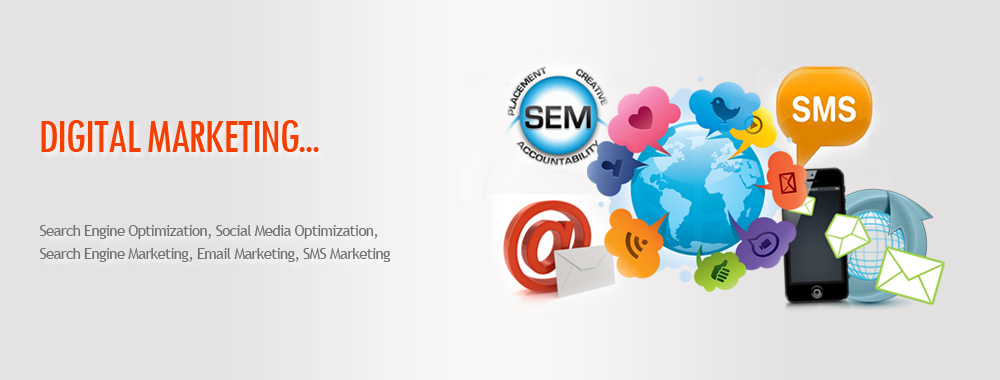 DIGITAL MARKETING...
Search Engine Optimization, Social Media Optimization,
Search Engine Marketing, Email Marketing, SMS Marketing
PLACEMENT
CREATIVE
SEM
ACCOUNTABILITY
SMS
@